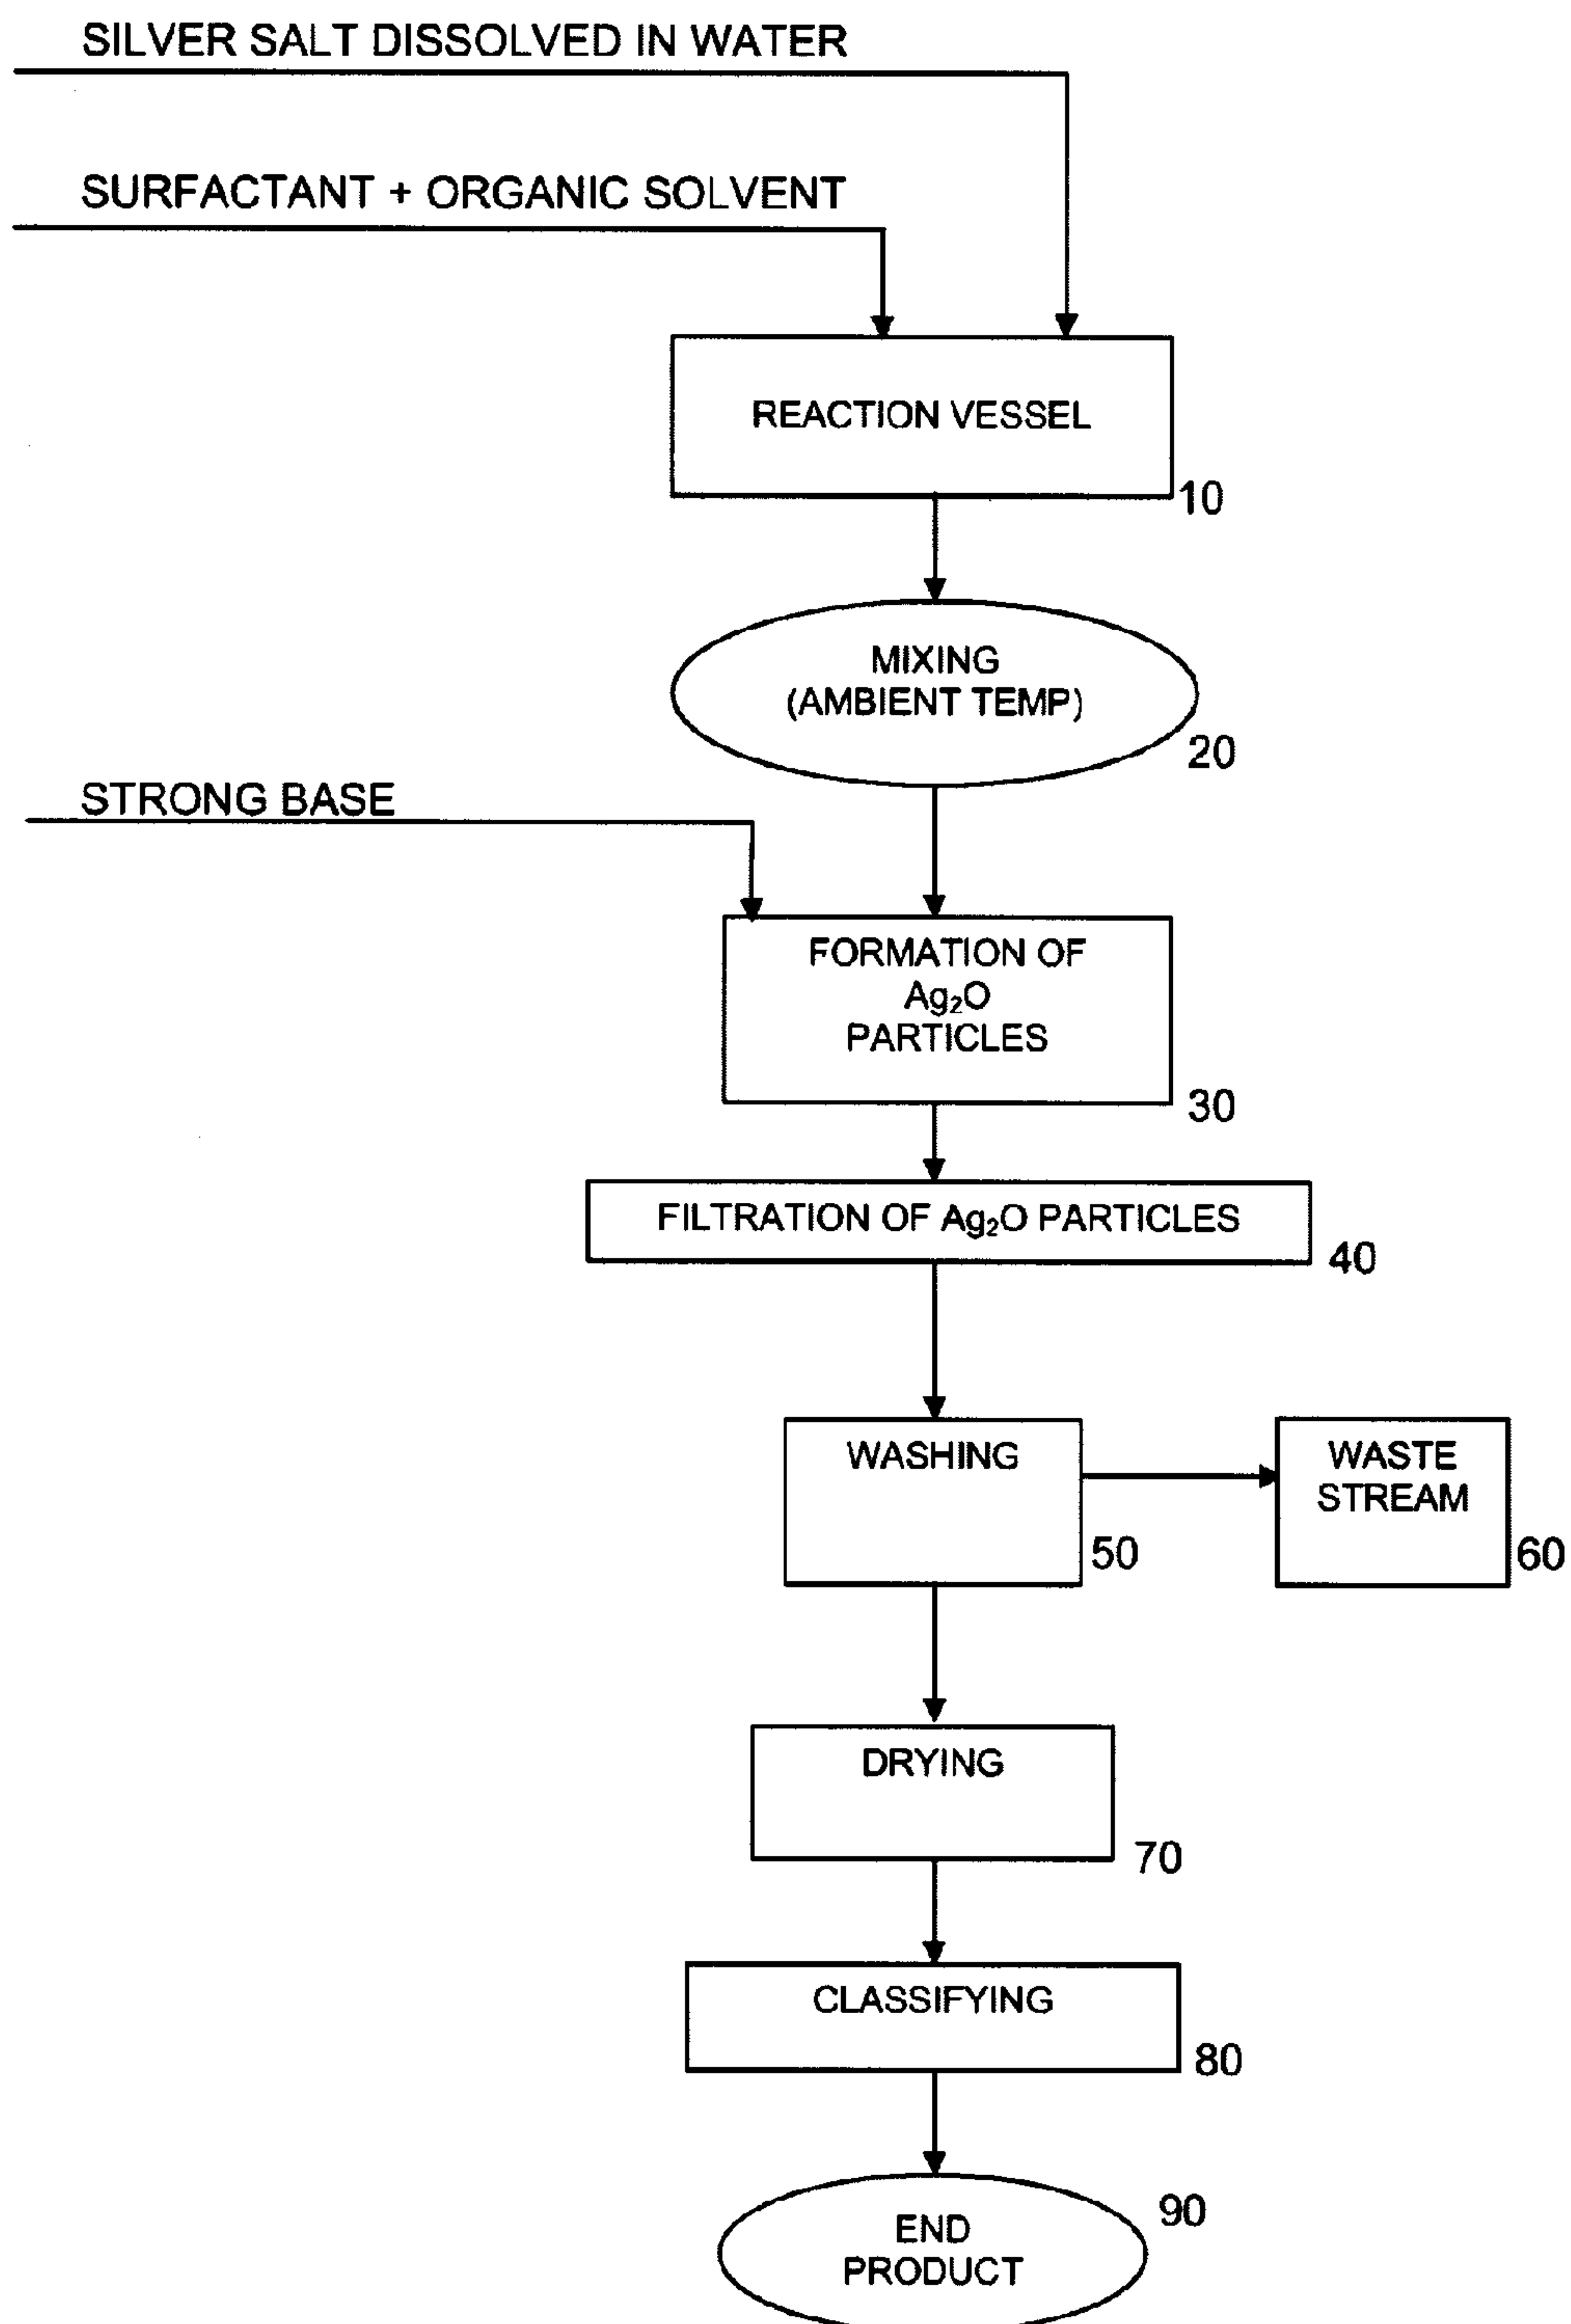 SILVER SALT DISSOLVED IN WATER
SURFACTANT + ORGANIC SOLVENT
REACTION VESSEL
10
MIXING
(AMBIENT TEMP)
20
STRONG BASE
FORMATION OF
Ag₂O
PARTICLES
30
FILTRATION OF Ag₂O PARTICLES
40
WASHING
50
WASTE
STREAM
60
DRYING
70
CLASSIFYING
80
90
END
PRODUCT